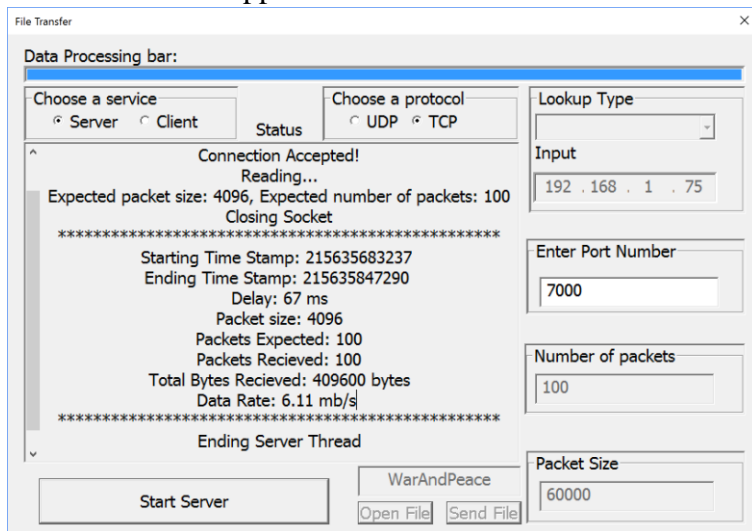 File Transfer
Data Processing bar:
Choose a service
Server Client
Status
Choose a protocol
UDP TCP
Connection Accepted!
Reading...
Expected packet size: 4096, Expected number of packets: 100
Closing Socket
**************************************************
Starting Time Stamp: 215635683237
Ending Time Stamp: 215635847290
Delay: 67 ms
Packet size: 4096
Packets Expected: 100
Packets Recieved: 100
Total Bytes Recieved: 409600 bytes
Data Rate: 6.11 mb/s
**************************************************
Ending Server Thread
Start Server
WarAndPeace
Open File Send File
Lookup Type
Input
192 . 168 . 1 . 75
Enter Port Number
7000
Number of packets
100
Packet Size
60000